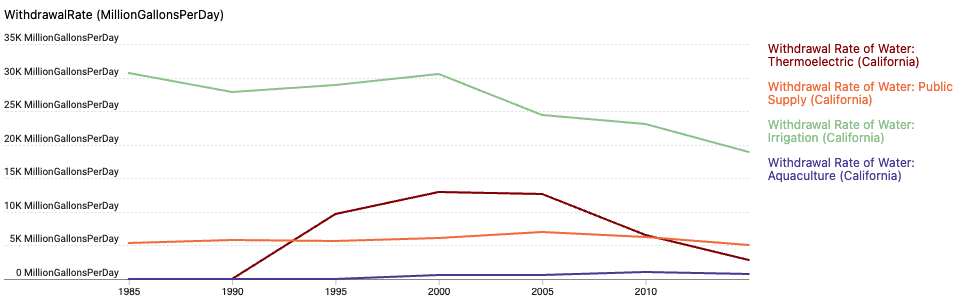 WithdrawalRate (MillionGallonsPerDay)
35K MillionGallonsPerDay
30K MillionGallonsPerDay
25K MillionGallonsPerDay
20K MillionGallonsPerDay
15K MillionGallonsPerDay
10K MillionGallonsPerDay
5K MillionGallonsPerDay
0 MillionGallonsPerDay
1985 1990 1995 2000 2005 2010
Withdrawal Rate of Water:
Thermoelectric (California)
Withdrawal Rate of Water: Public
Supply (California)
Withdrawal Rate of Water:
Irrigation (California)
Withdrawal Rate of Water:
Aquaculture (California)